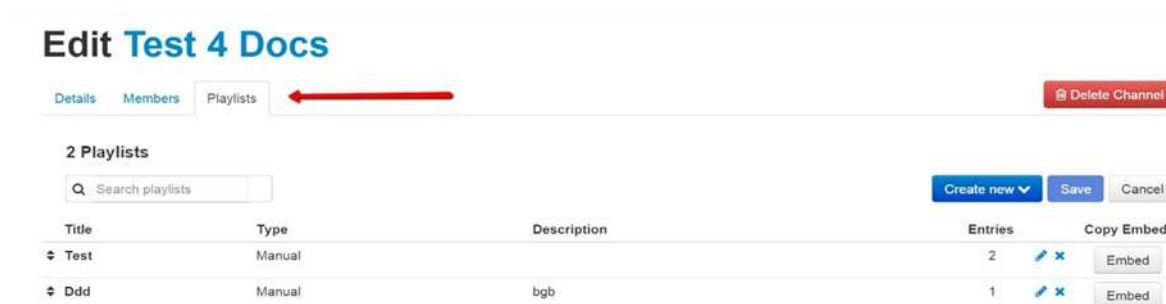 Edit Test 4 Docs
Details Members Playlists
Delete Channel
2 Playlists
Search playlists
Create new Save Cancel
Title Type Description Entries Copy Embed
Test Manual 2 Embed
Ddd Manual bgb 1 Embed